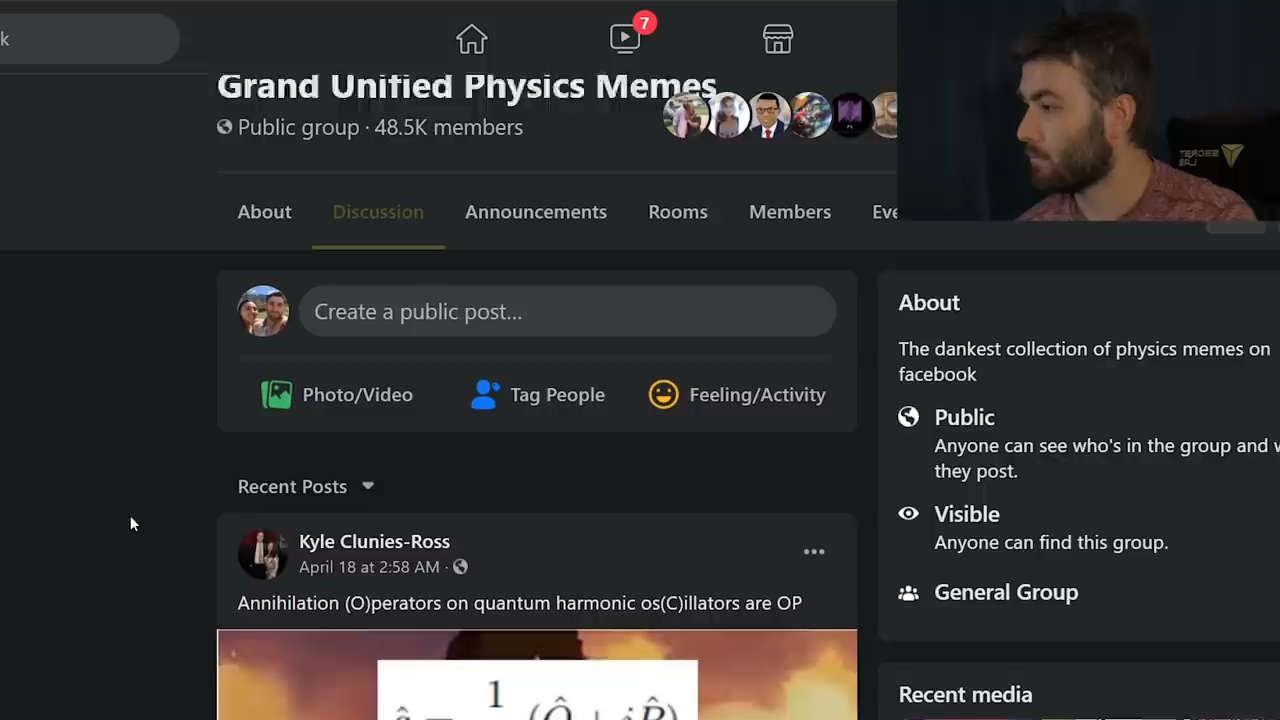 k
7
Grand Unified Physics Memes
Public group · 48.5K members
About Discussion Announcements Rooms Members
Create a public post...
Photo/Video Tag People Feeling/Activity
Recent Posts
Kyle Clunies-Ross
April 18 at 2:58 AM ·
Annihilation (O)perators on quantum harmonic os(C)illators are OP
1
About
The dankest collection of physics memes on
facebook
Public
Anyone can see who's in the group and
they post.
Visible
Anyone can find this group.
General Group
Recent media